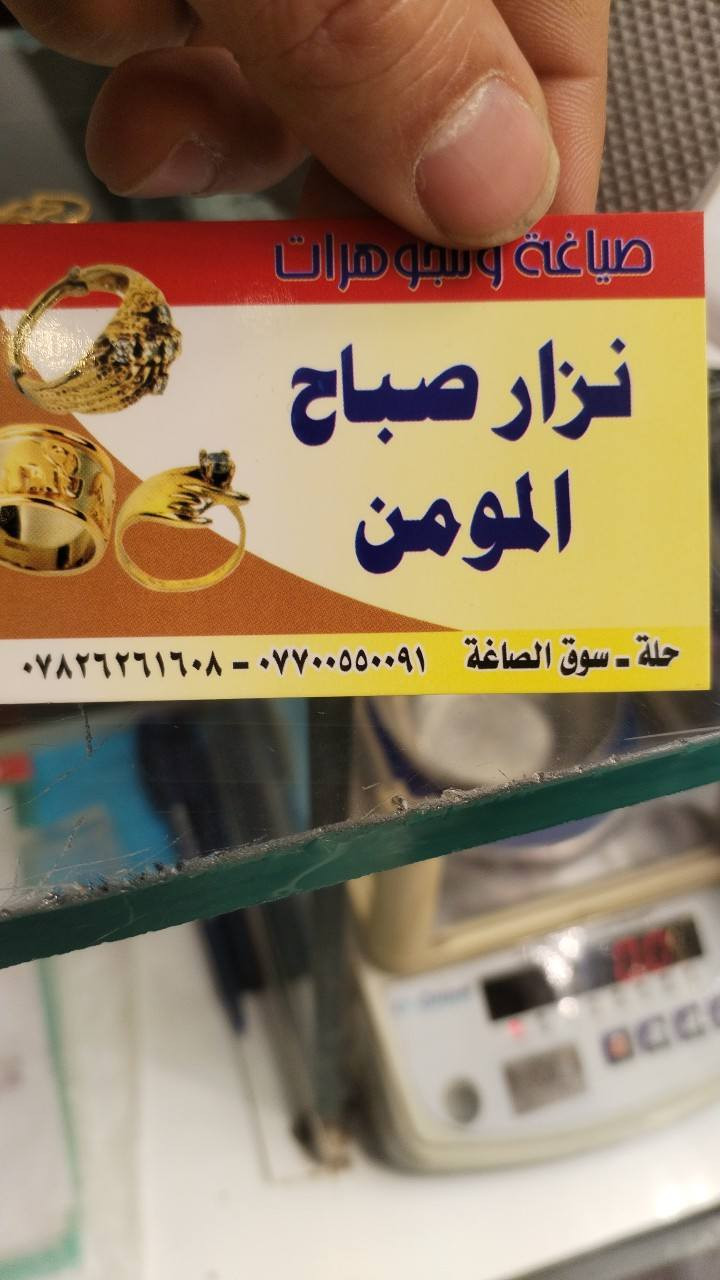 صياغة ومجوهرات
نزار صباح
المومن
حلة ـ سوق الصاغة ٠٧٧٠٠٥٥٠٠٩١ – ٠٧٨٢٦٢٦١٦٠٨